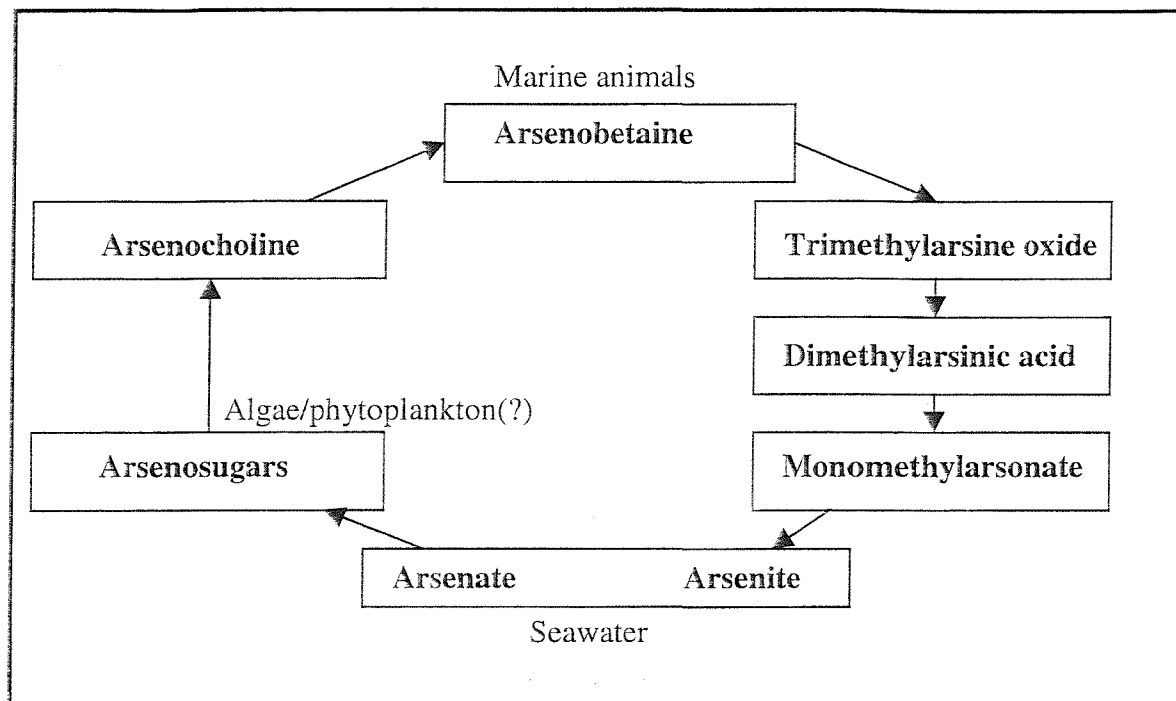 Marine animals
Arsenobetaine
Arsenocholine
Trimethylarsine oxide
Dimethylarsinic acid
Algae/phytoplankton(?)
Arsenosugars
Monomethylarsonate
Arsenate Arsenite
Seawater